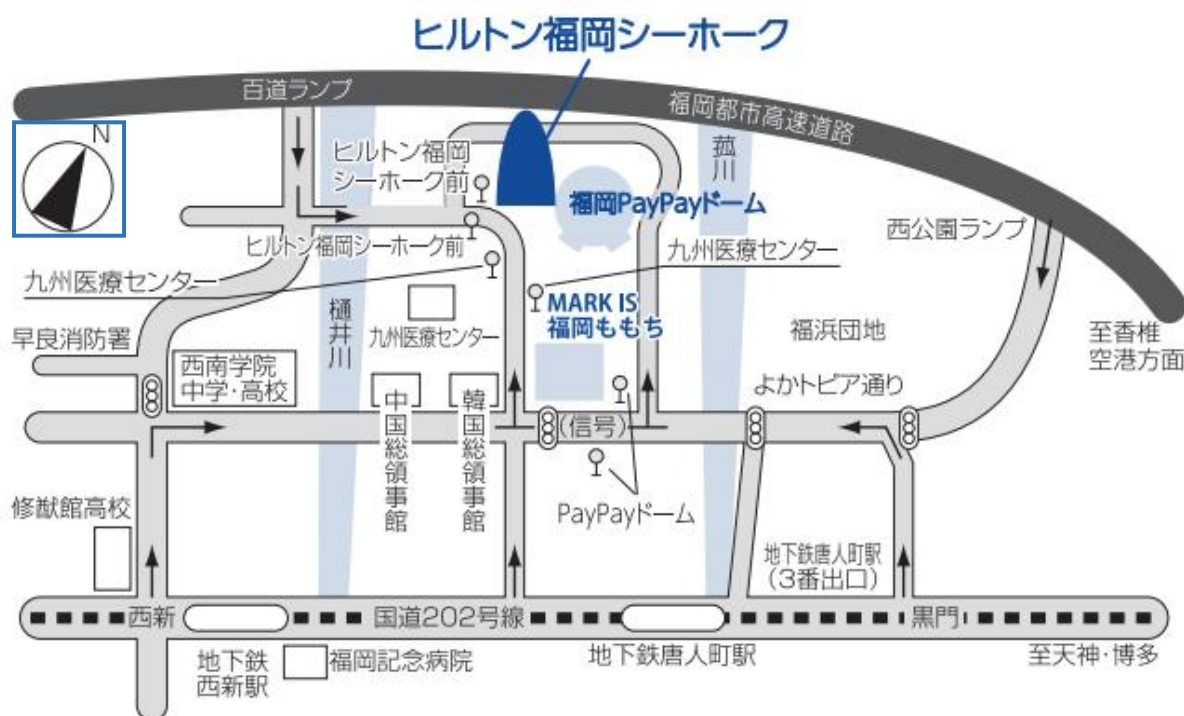 ヒルトン福岡シーホーク
百道ランプ
福岡都市高速道路
N
ヒルトン福岡
シーホーク前
菰川
福岡PayPayドーム
西公園ランプ
ヒルトン福岡シーホーク前
九州医療センター
九州医療センター
樋井川
MARK IS
福岡ももち
早良消防署
九州医療センター
福浜団地
至香椎
空港方面
西南学院
中学・高校
よかトピア通り
中国総領事館
韓国総領事館
(信号)
修猷館高校
PayPayドーム
地下鉄唐人町駅
(3番出口)
西新
国道202号線
黒門
地下鉄
西新駅
福岡記念病院
地下鉄唐人町駅
至天神・博多